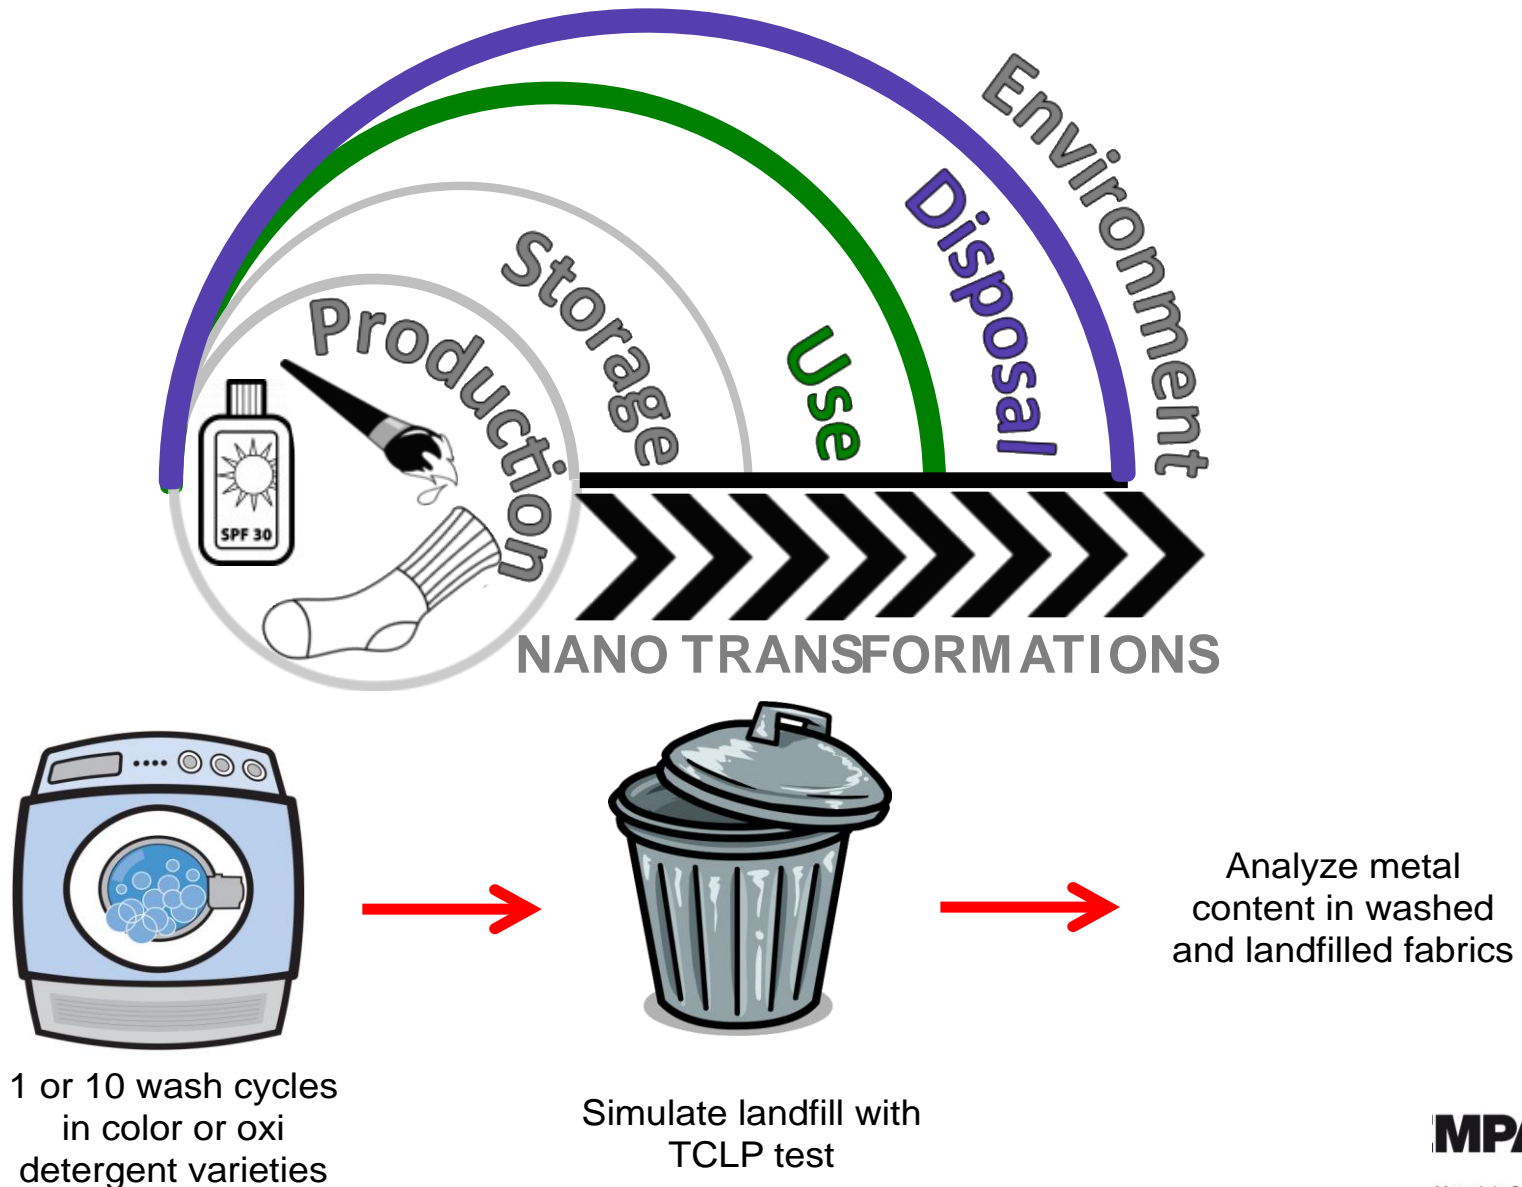 Environment
Disposal
Use
Storage
Production
SPF 30
NANO TRANSFORMATIONS
1 or 10 wash cycles
in color or oxi
detergent varieties
Simulate landfill with
TCLP test
Analyze metal
content in washed
and landfilled fabrics